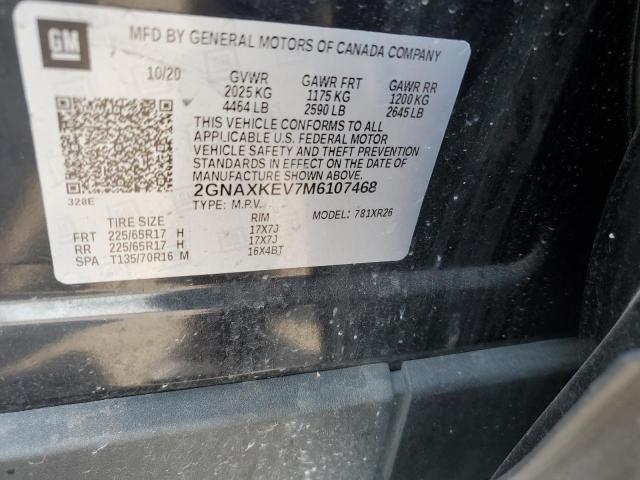 GM
MFD BY GENERAL MOTORS OF CANADA COMPANY
10/20 GVWR GAWR FRT GAWR RR
2025 KG 1175 KG 1200 KG
4464 LB 2590 LB 2645 LB
THIS VEHICLE CONFORMS TO ALL
APPLICABLE U.S. FEDERAL MOTOR
VEHICLE SAFETY AND THEFT PREVENTION
STANDARDS IN EFFECT ON THE DATE OF
MANUFACTURE SHOWN ABOVE.
2GNAXKEV7M6107468
328E TYPE: M.P.V. MODEL: 781XR26
TIRE SIZE RIM
FRT 225/65R17 H 17X7J
RR 225/65R17 H 17X7J
SPA T135/70R16 M 16X4BT